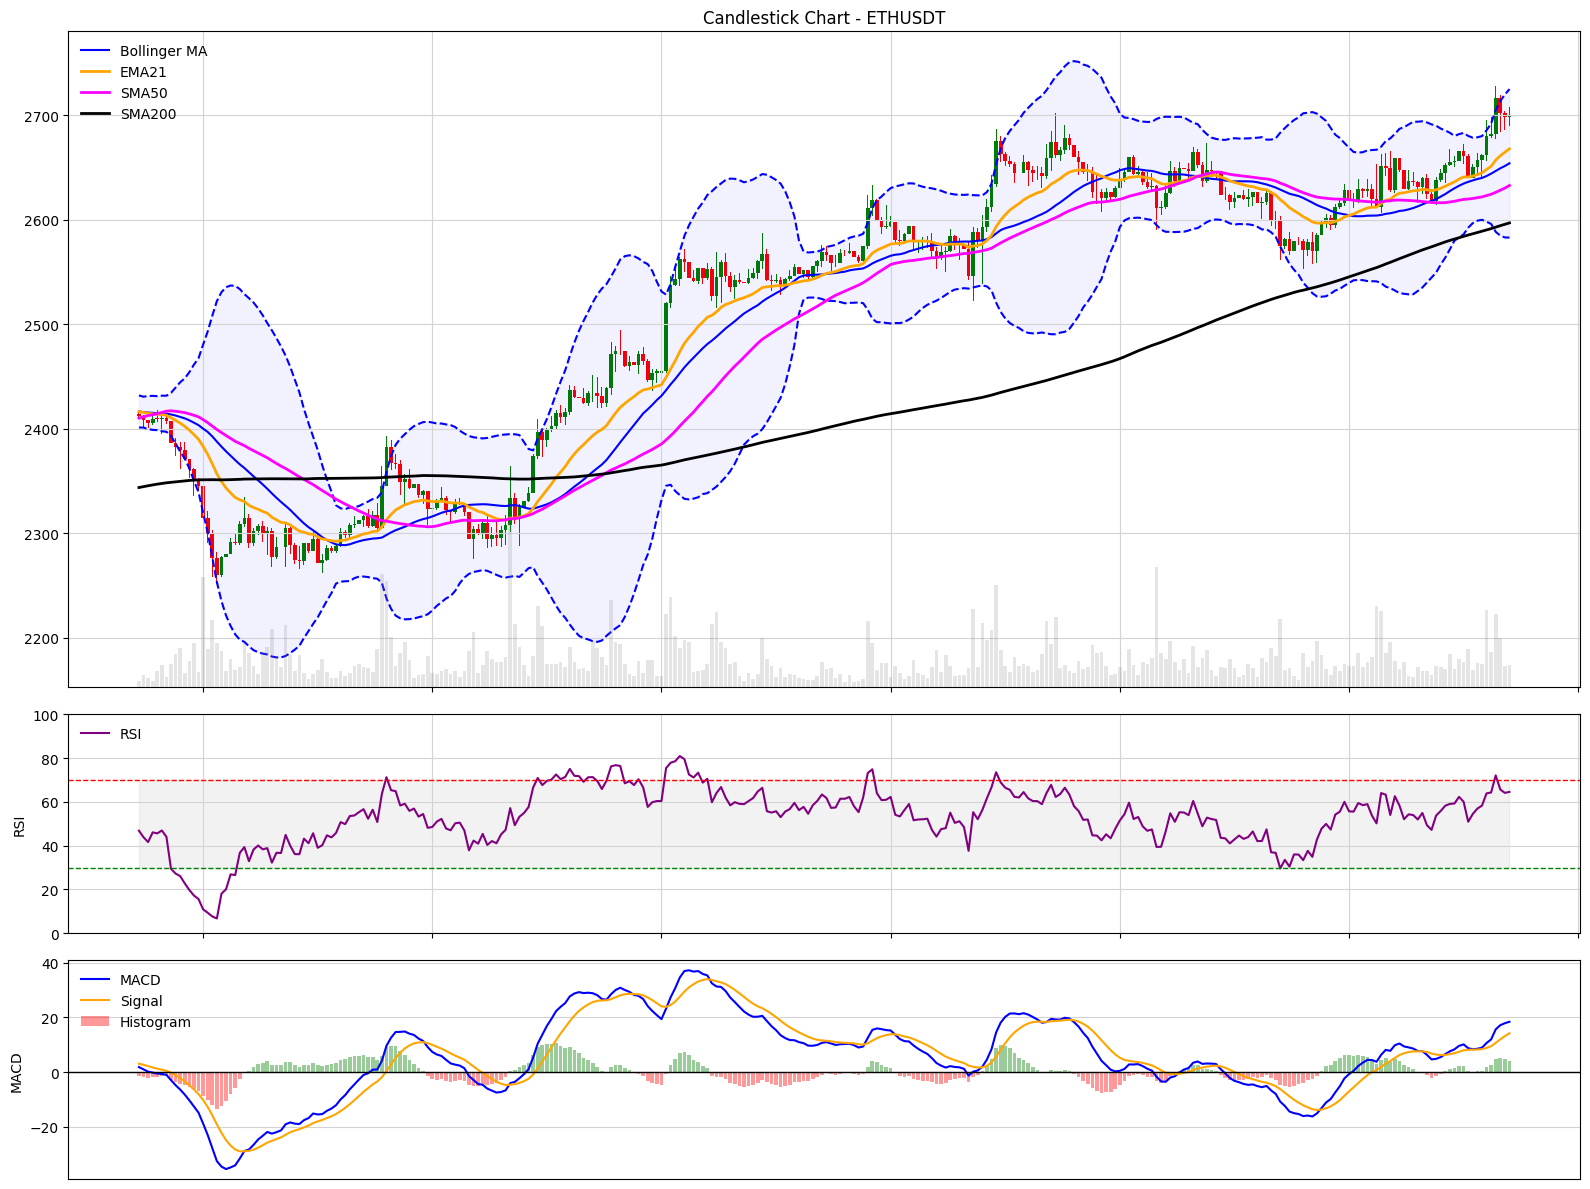 Candlestick Chart - ETHUSDT
Bollinger MA
EMA21
SMA50
SMA200
2700
2600
2500
2400
2300
2200
RSI
100
80
60
40
20
0
RSI
MACD
Signal
Histogram
40
20
0
−20
MACD